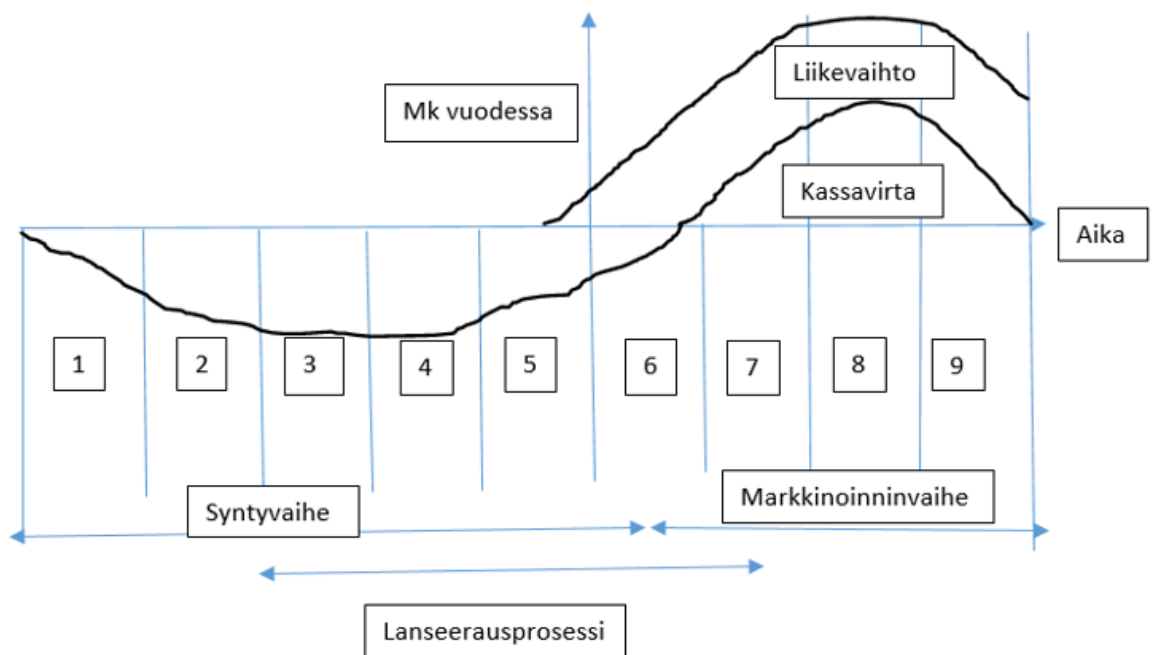 Liikevaihto
Mk vuodessa
Kassavirta
Aika
1
2
3
4
5
6
7
8
9
Syntyvaihe
Markkinoinninvaihe
Lanseerausprosessi